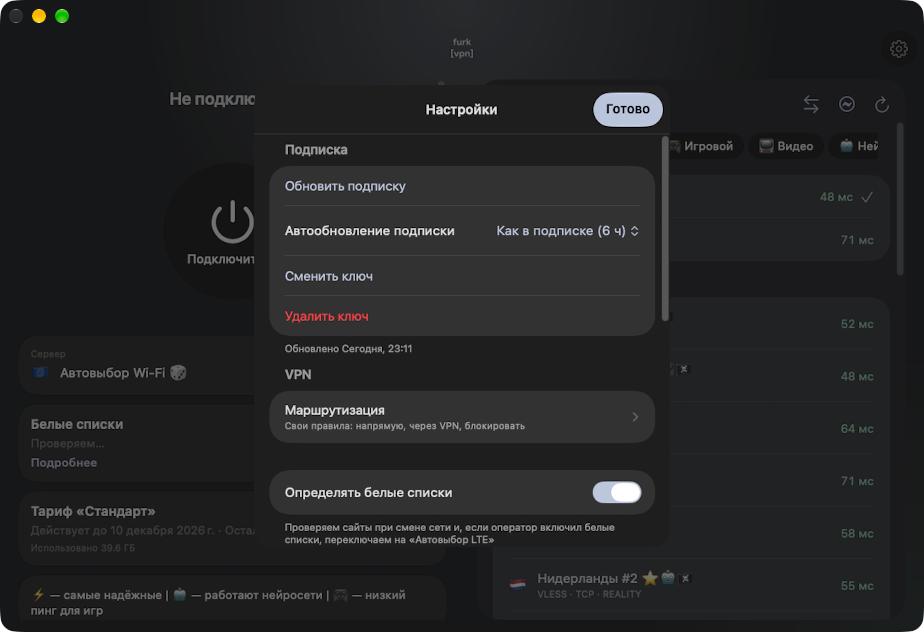 furk
[vpn]
Не подклю
Настройки
Готово
Игровой
Видео
Ней
Подписка
Обновить подписку
48 мс
Автообновление подписки
Как в подписке (6 ч)
71 мс
Подключит
Сменить ключ
Удалить ключ
52 мс
Обновлено Сегодня, 23:11
Сервер
Автовыбор Wi-Fi
VPN
48 мс
Маршрутизация
Свои правила: напрямую, через VPN, блокировать
Белые списки
Проверяем...
Подробнее
64 мс
71 мс
Определять белые списки
Тариф «Стандарт»
Действует до 10 декабря 2026 г. · Оста
Использовано 39.6 ГБ
Проверяем сайты при смене сети и, если оператор включил белые
списки, переключаем на «Автовыбор LTE»
58 мс
Нидерланды #2
VLESS · TCP · REALITY
55 мс
— самые надёжные | — работают нейросети | — низкий
пинг для игр